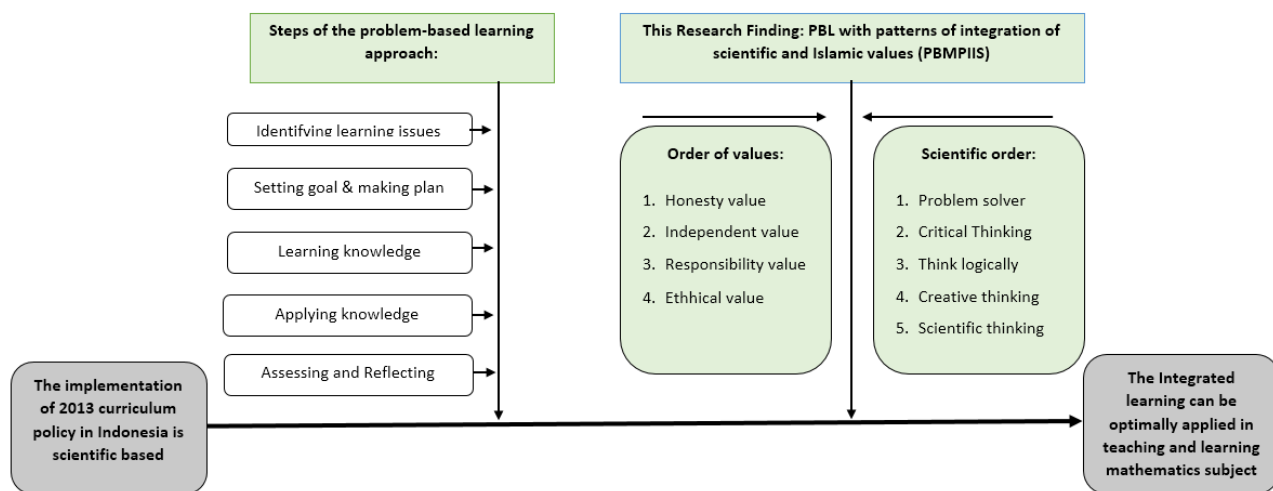 Steps of the problem-based learning
approach:
This Research Finding: PBL with patterns of integration of
scientific and Islamic values (PBMPIIS)
Identifying learning issues
Setting goal & making plan
Learning knowledge
Applying knowledge
Assessing and Reflecting
Order of values:
1. Honesty value
2. Independent value
3. Responsibility value
4. Ethhical value
Scientific order:
1. Problem solver
2. Critical Thinking
3. Think logically
4. Creative thinking
5. Scientific thinking
The implementation
of 2013 curriculum
policy in Indonesia is
scientific based
The Integrated
learning can be
optimally applied in
teaching and learning
mathematics subject